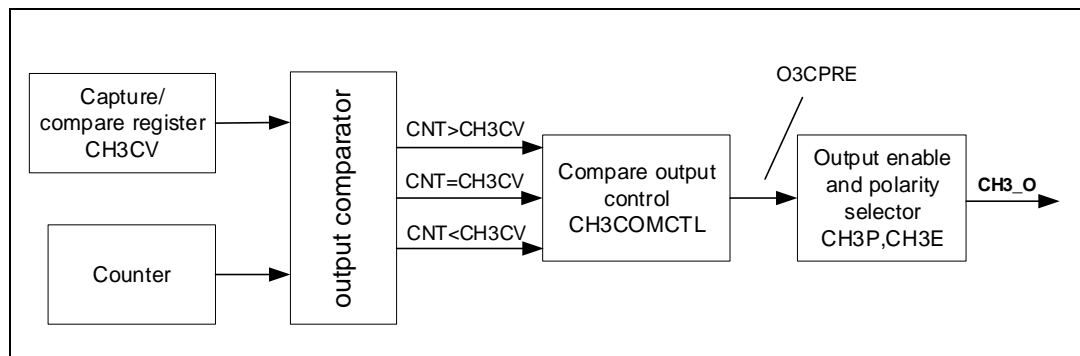 Capture/
compare register
CH3CV
Counter
output comparator
CNT>CH3CV
CNT=CH3CV
CNT<CH3CV
Compare output
control
CH3COMCTL
O3CPRE
Output enable
and polarity
selector
CH3P,CH3E
CH3_O